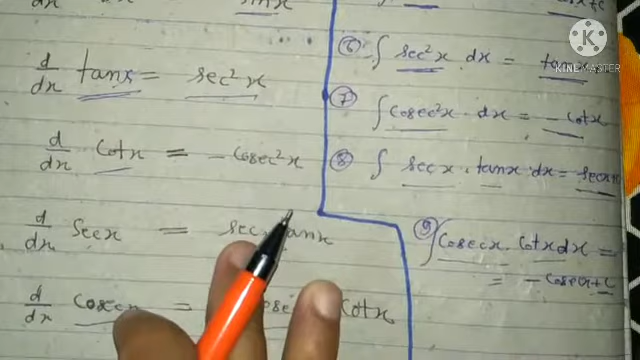 d/dx tanx = sec²x
d/dx cotx = -cosec²x
d/dx secx = secx tanx
d/dx cosecx = cotx
⑥ ∫ sec²x dx = tanx
⑦ ∫ cosec²x · dx = -cotx
⑧ ∫ secx · tanx · dx = secx
⑨ ∫ cosecx · cotx dx =
= -cosecx + c
KINEMASTER